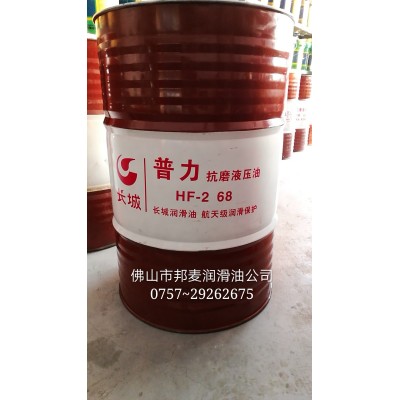 长城
普力 抗磨液压油
HF-2 68
长城润滑油 航天级润滑保护
佛山市邦麦润滑油公司
0757~29262675